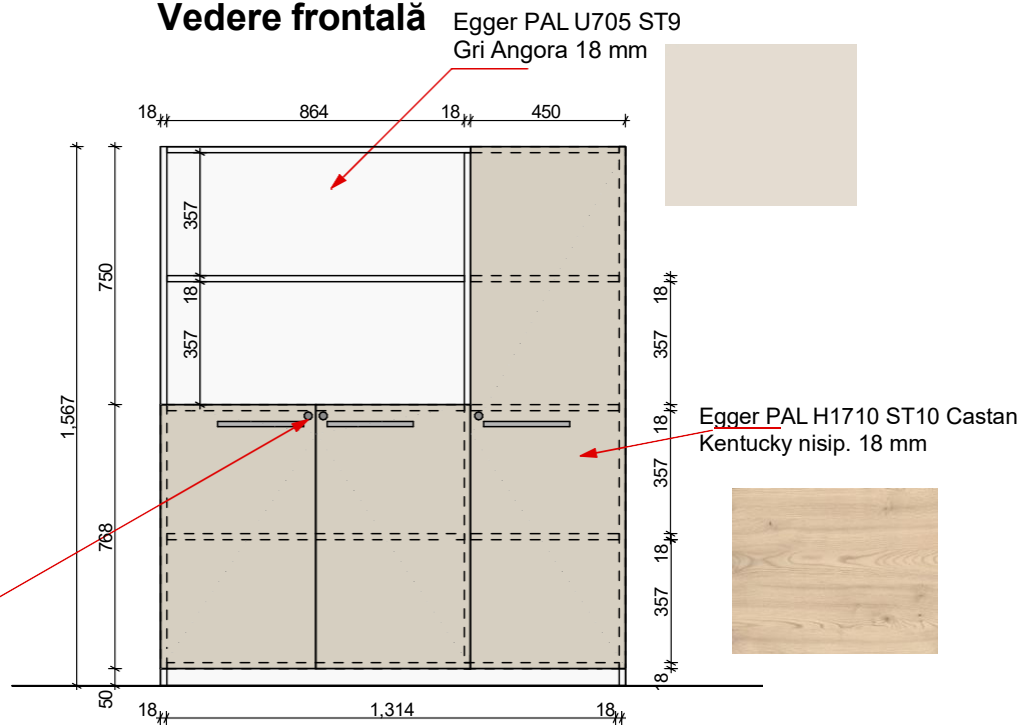 Vedere frontală
Egger PAL U705 ST9
Gri Angora 18 mm
18 864 18 450
357
750
18
18
357
357
1,567
Egger PAL H1710 ST10 Castan
Kentucky nisip. 18 mm
18
357
768
18
357
50
8
18 1,314 18